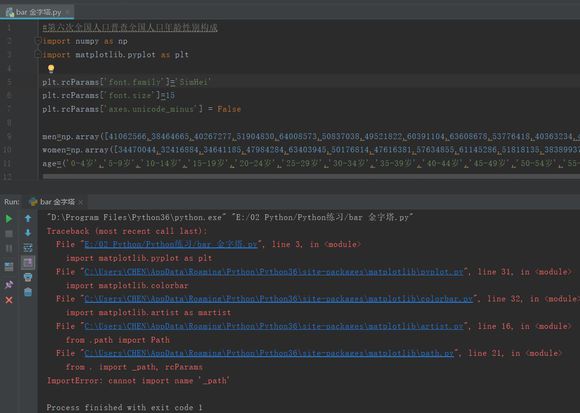 bar 金字塔.py
1 #第六次全国人口普查全国人口年龄性别构成
2 import numpy as np
3 import matplotlib.pyplot as plt
4
5 plt.rcParams['font.family']='SimHei'
6 plt.rcParams['font.size']=15
7 plt.rcParams['axes.unicode_minus'] = False
8
9 men=np.array([41062566,38464665,40267277,51904830,64008573,50837038,49521822,60391104,63608678,53776418,40363234,
10 women=np.array([34470044,32416884,34641185,47984284,63403945,50176814,47616381,57634855,61145286,51818135,38389937
11 age=('0-4岁','5-9岁','10-14岁','15-19岁','20-24岁','25-29岁','30-34岁','35-39岁','40-44岁','45-49岁','50-54岁','55-
12
Run: bar 金字塔
"D:\Program Files\Python36\python.exe" "E:/02 Python/Python练习/bar 金字塔.py"
Traceback (most recent call last):
File "E:/02 Python/Python练习/bar 金字塔.py", line 3, in <module>
import matplotlib.pyplot as plt
File "C:\Users\CHEN\AppData\Roaming\Python\Python36\site-packages\matplotlib\pyplot.py", line 31, in <module>
import matplotlib.colorbar
File "C:\Users\CHEN\AppData\Roaming\Python\Python36\site-packages\matplotlib\colorbar.py", line 32, in <module>
import matplotlib.artist as martist
File "C:\Users\CHEN\AppData\Roaming\Python\Python36\site-packages\matplotlib\artist.py", line 16, in <module>
from .path import Path
File "C:\Users\CHEN\AppData\Roaming\Python\Python36\site-packages\matplotlib\path.py", line 21, in <module>
from . import _path, rcParams
ImportError: cannot import name '_path'
Process finished with exit code 1